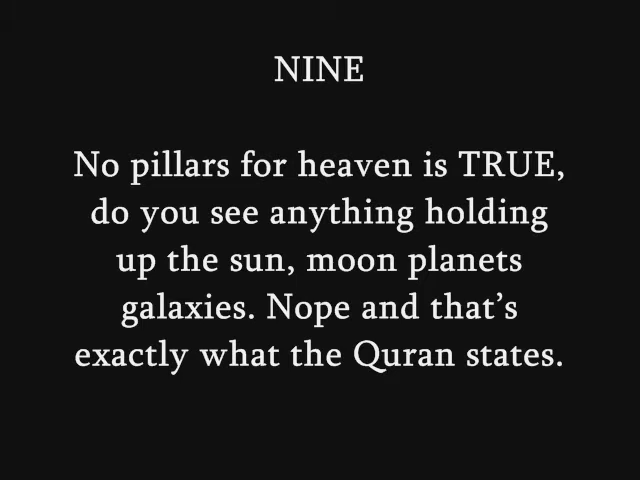 NINE
No pillars for heaven is TRUE,
do you see anything holding
up the sun, moon planets
galaxies. Nope and that’s
exactly what the Quran states.